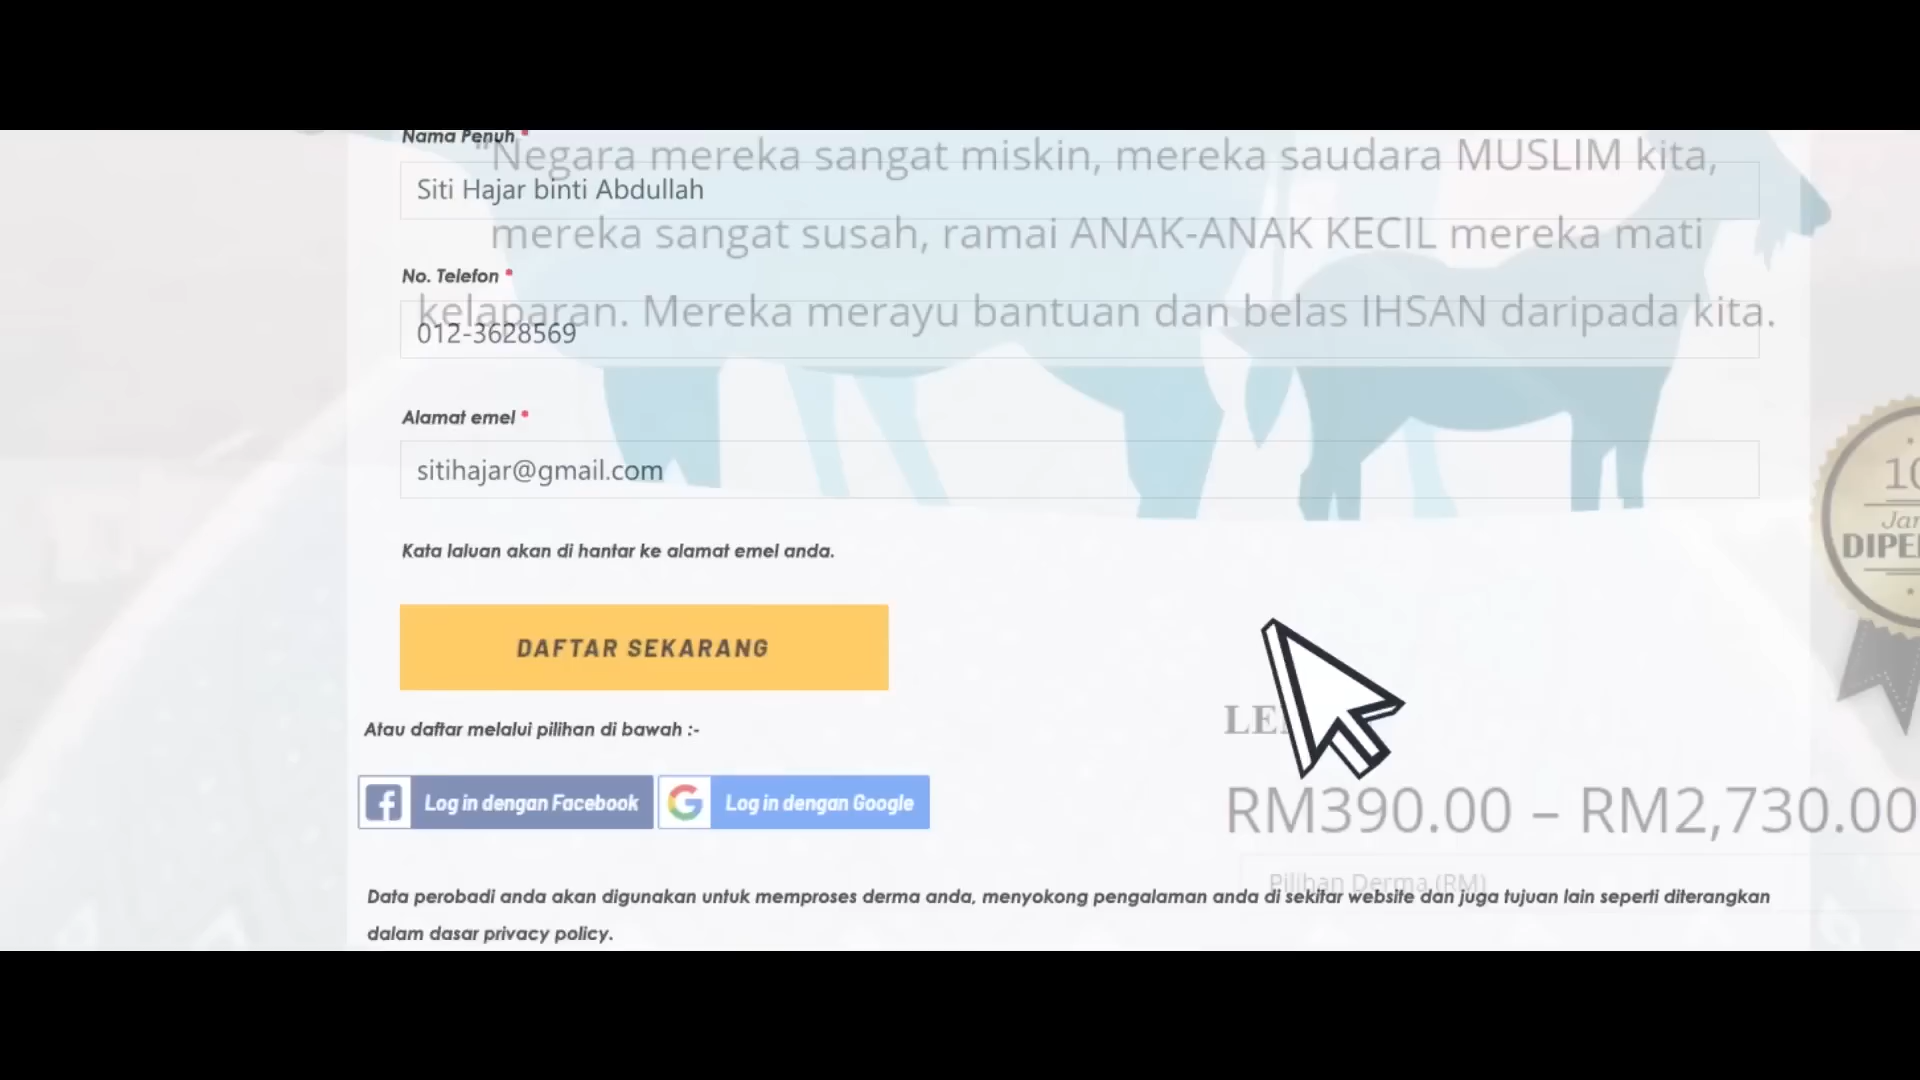 Nama Penuh *
"Negara mereka sangat miskin, mereka saudara MUSLIM kita,
Siti Hajar binti Abdullah
mereka sangat susah, ramai ANAK-ANAK KECIL mereka mati
No. Telefon *
kelaparan. Mereka merayu bantuan dan belas IHSAN daripada kita.
012-3628569
Alamat emel *
sitihajar@gmail.com
10
Jar
DIPE
Kata laluan akan di hantar ke alamat emel anda.
DAFTAR SEKARANG
Atau daftar melalui pilihan di bawah :-
LE
Log in dengan Facebook
Log in dengan Google
RM390.00 – RM2,730.00
Pilihan Derma (RM)
Data perobadi anda akan digunakan untuk memproses derma anda, menyokong pengalaman anda di sekitar website dan juga tujuan lain seperti diterangkan
dalam dasar privacy policy.